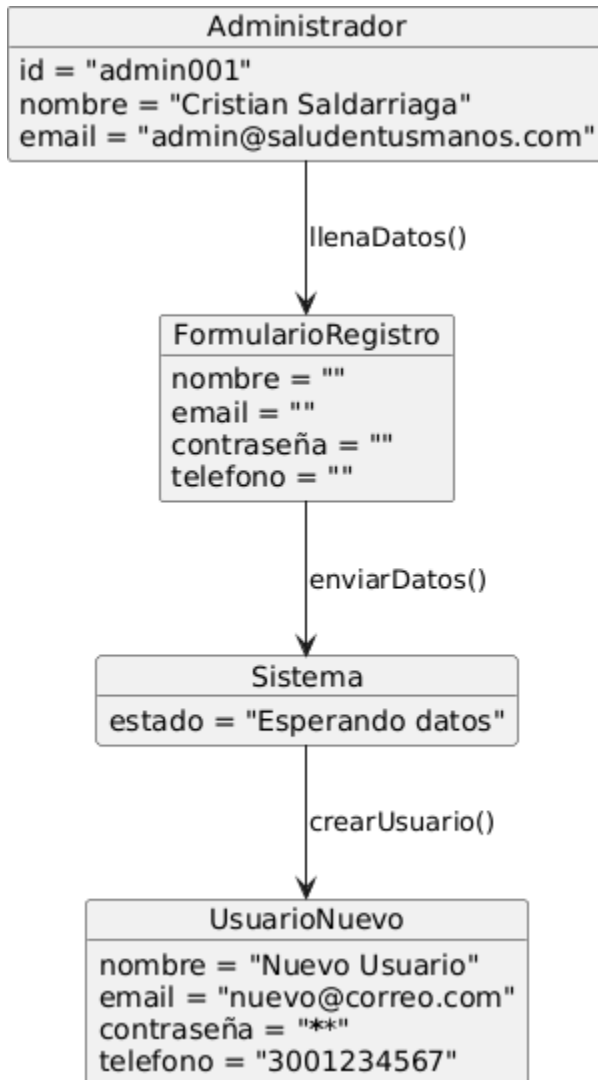 Administrador
id = "admin001"
nombre = "Cristian Saldarriaga"
email = "admin@saludentusmanos.com"
llenaDatos()
FormularioRegistro
nombre = ""
email = ""
contraseña = ""
telefono = ""
enviarDatos()
Sistema
estado = "Esperando datos"
crearUsuario()
UsuarioNuevo
nombre = "Nuevo Usuario"
email = "nuevo@correo.com"
contraseña = "***"
telefono = "3001234567"